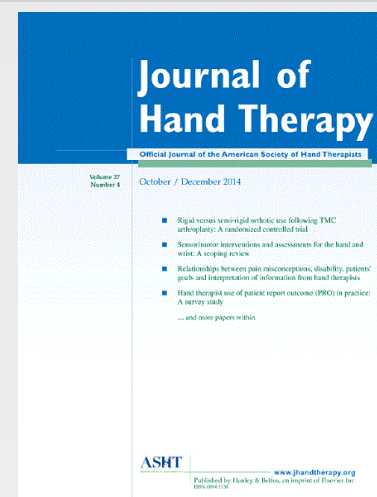 Journal of
Hand Therapy
Official Journal of the American Society of Hand Therapists
Volume 27
Number 4
October / December 2014
Rigid versus semi-rigid orthotic use following TMC
arthroplasty: A randomized controlled trial
Sensorimotor interventions and assessments for the hand and
wrist: A scoping review
Relationships between pain misconceptions, disability, patients'
goals and interpretation of information from hand therapists
Hand therapist use of patient report outcome (PRO) in practice:
A survey study
... and more papers within
ASHT
www.jhandtherapy.org
Published by Hanley & Belfus, an imprint of Elsevier Inc